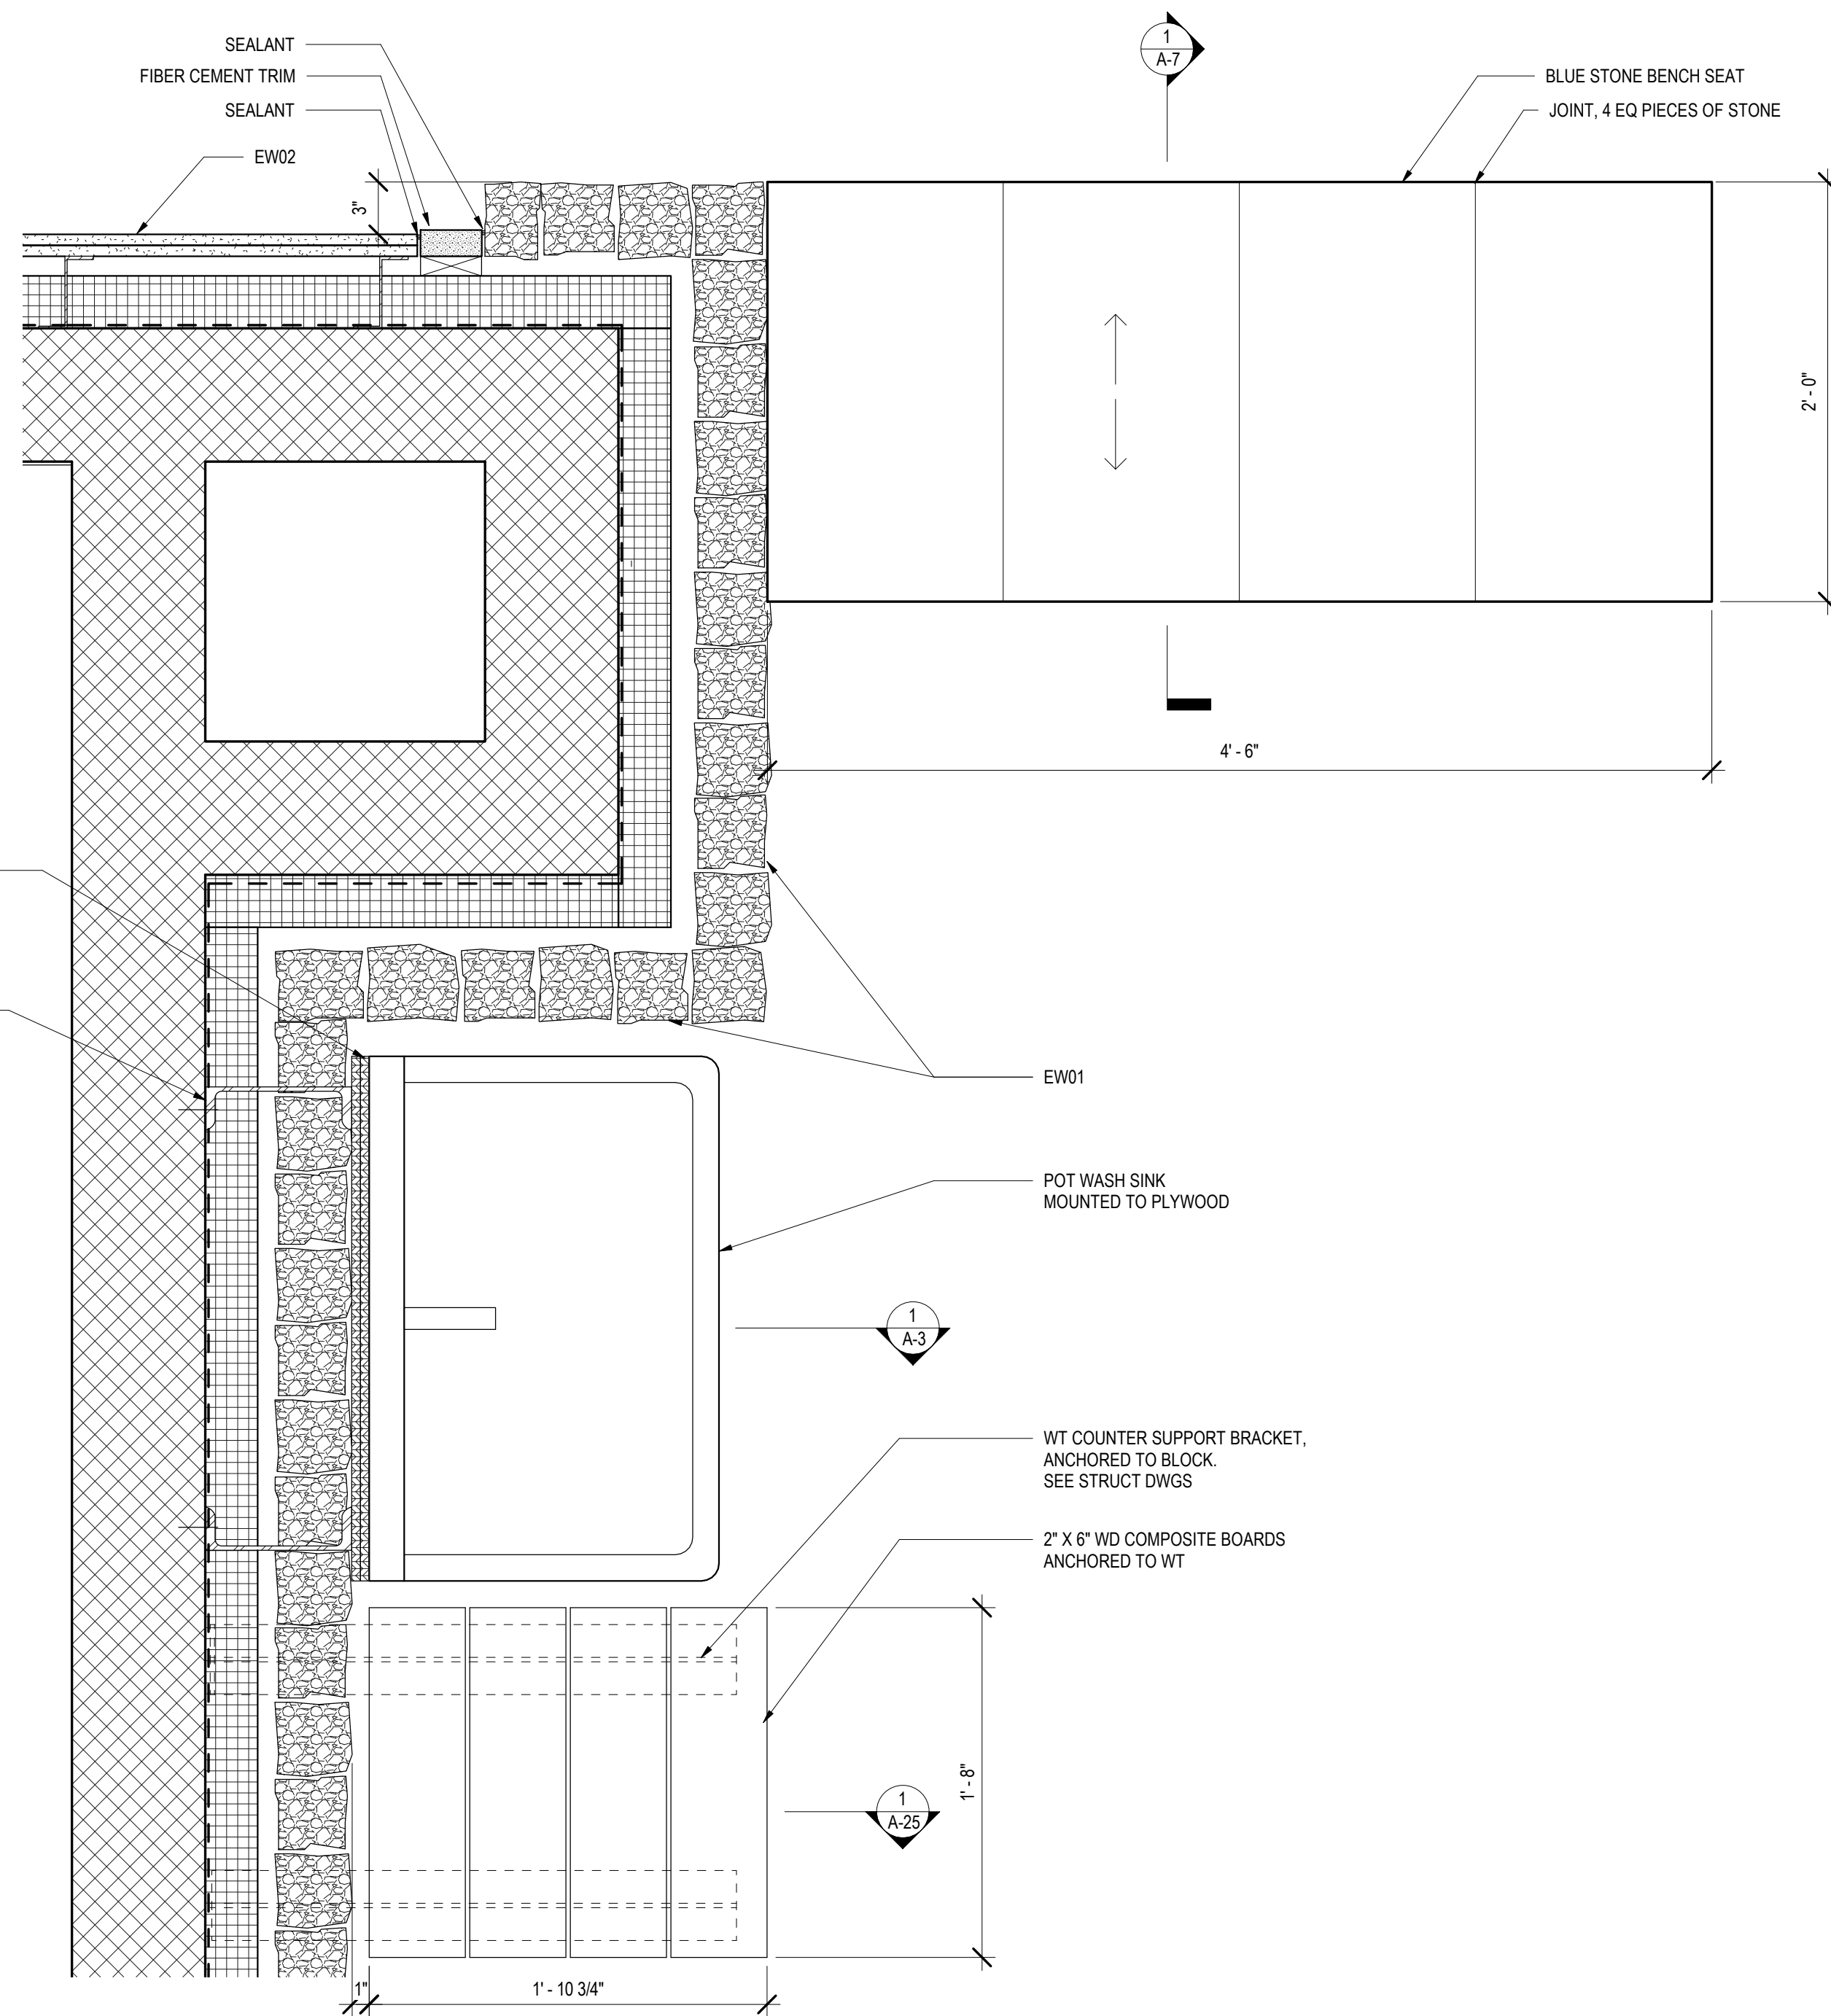 SEALANT
FIBER CEMENT TRIM
SEALANT
EW02
3"
1
A-7
BLUE STONE BENCH SEAT
JOINT, 4 EQ PIECES OF STONE
2' - 0"
4' - 6"
EW01
POT WASH SINK
MOUNTED TO PLYWOOD
1
A-3
WT COUNTER SUPPORT BRACKET,
ANCHORED TO BLOCK.
SEE STRUCT DWGS
2" X 6" WD COMPOSITE BOARDS
ANCHORED TO WT
1' - 8"
1
A-25
1"
1' - 10 3/4"